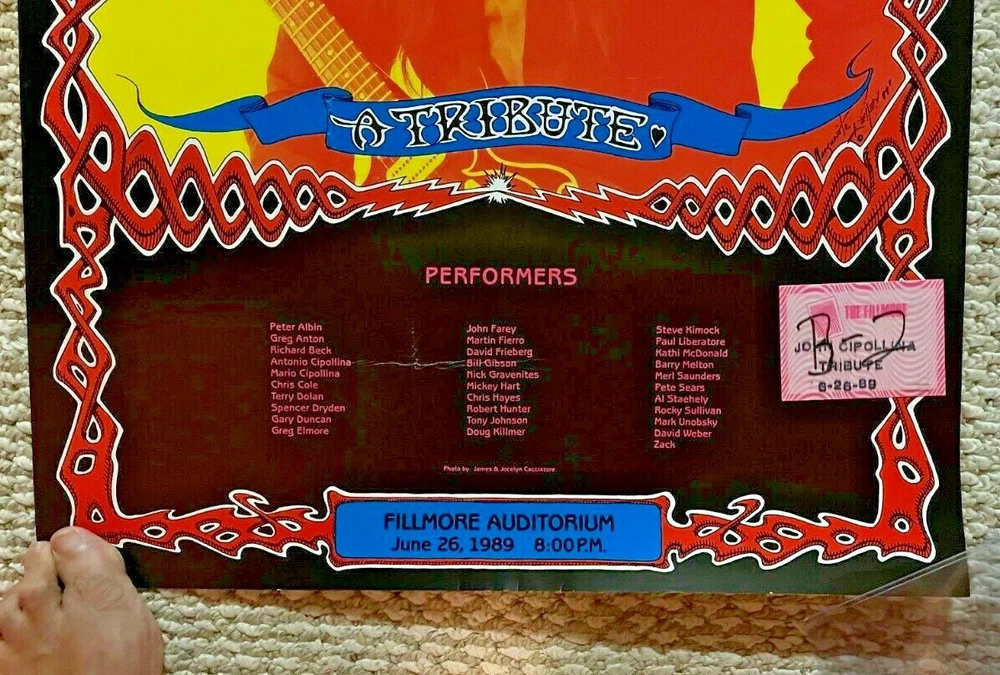 A TRIBUTE
PERFORMERS
Peter Albin
Greg Anton
Richard Beck
Antonio Cipollina
Mario Cipollina
Chris Cole
Terry Dolan
Spencer Dryden
Gary Duncan
Greg Elmore
John Farey
Martin Fierro
David Frieberg
Bill Gibson
Nick Gravenites
Mickey Hart
Chris Hayes
Robert Hunter
Tony Johnson
Doug Killmer
Steve Kimock
Paul Liberatore
Kathi McDonald
Barry Melton
Merl Saunders
Pete Sears
Al Staehely
Rocky Sullivan
Mark Unobsky
David Weber
Zack
THE FILLMORE
JOHN CIPOLLINA
TRIBUTE
6-26-89
Photo by: James & Jocelyn Cacciatore
FILLMORE AUDITORIUM
June 26, 1989 8:00 P.M.